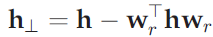 h⊥ = h − wᵣ⊤hwᵣ